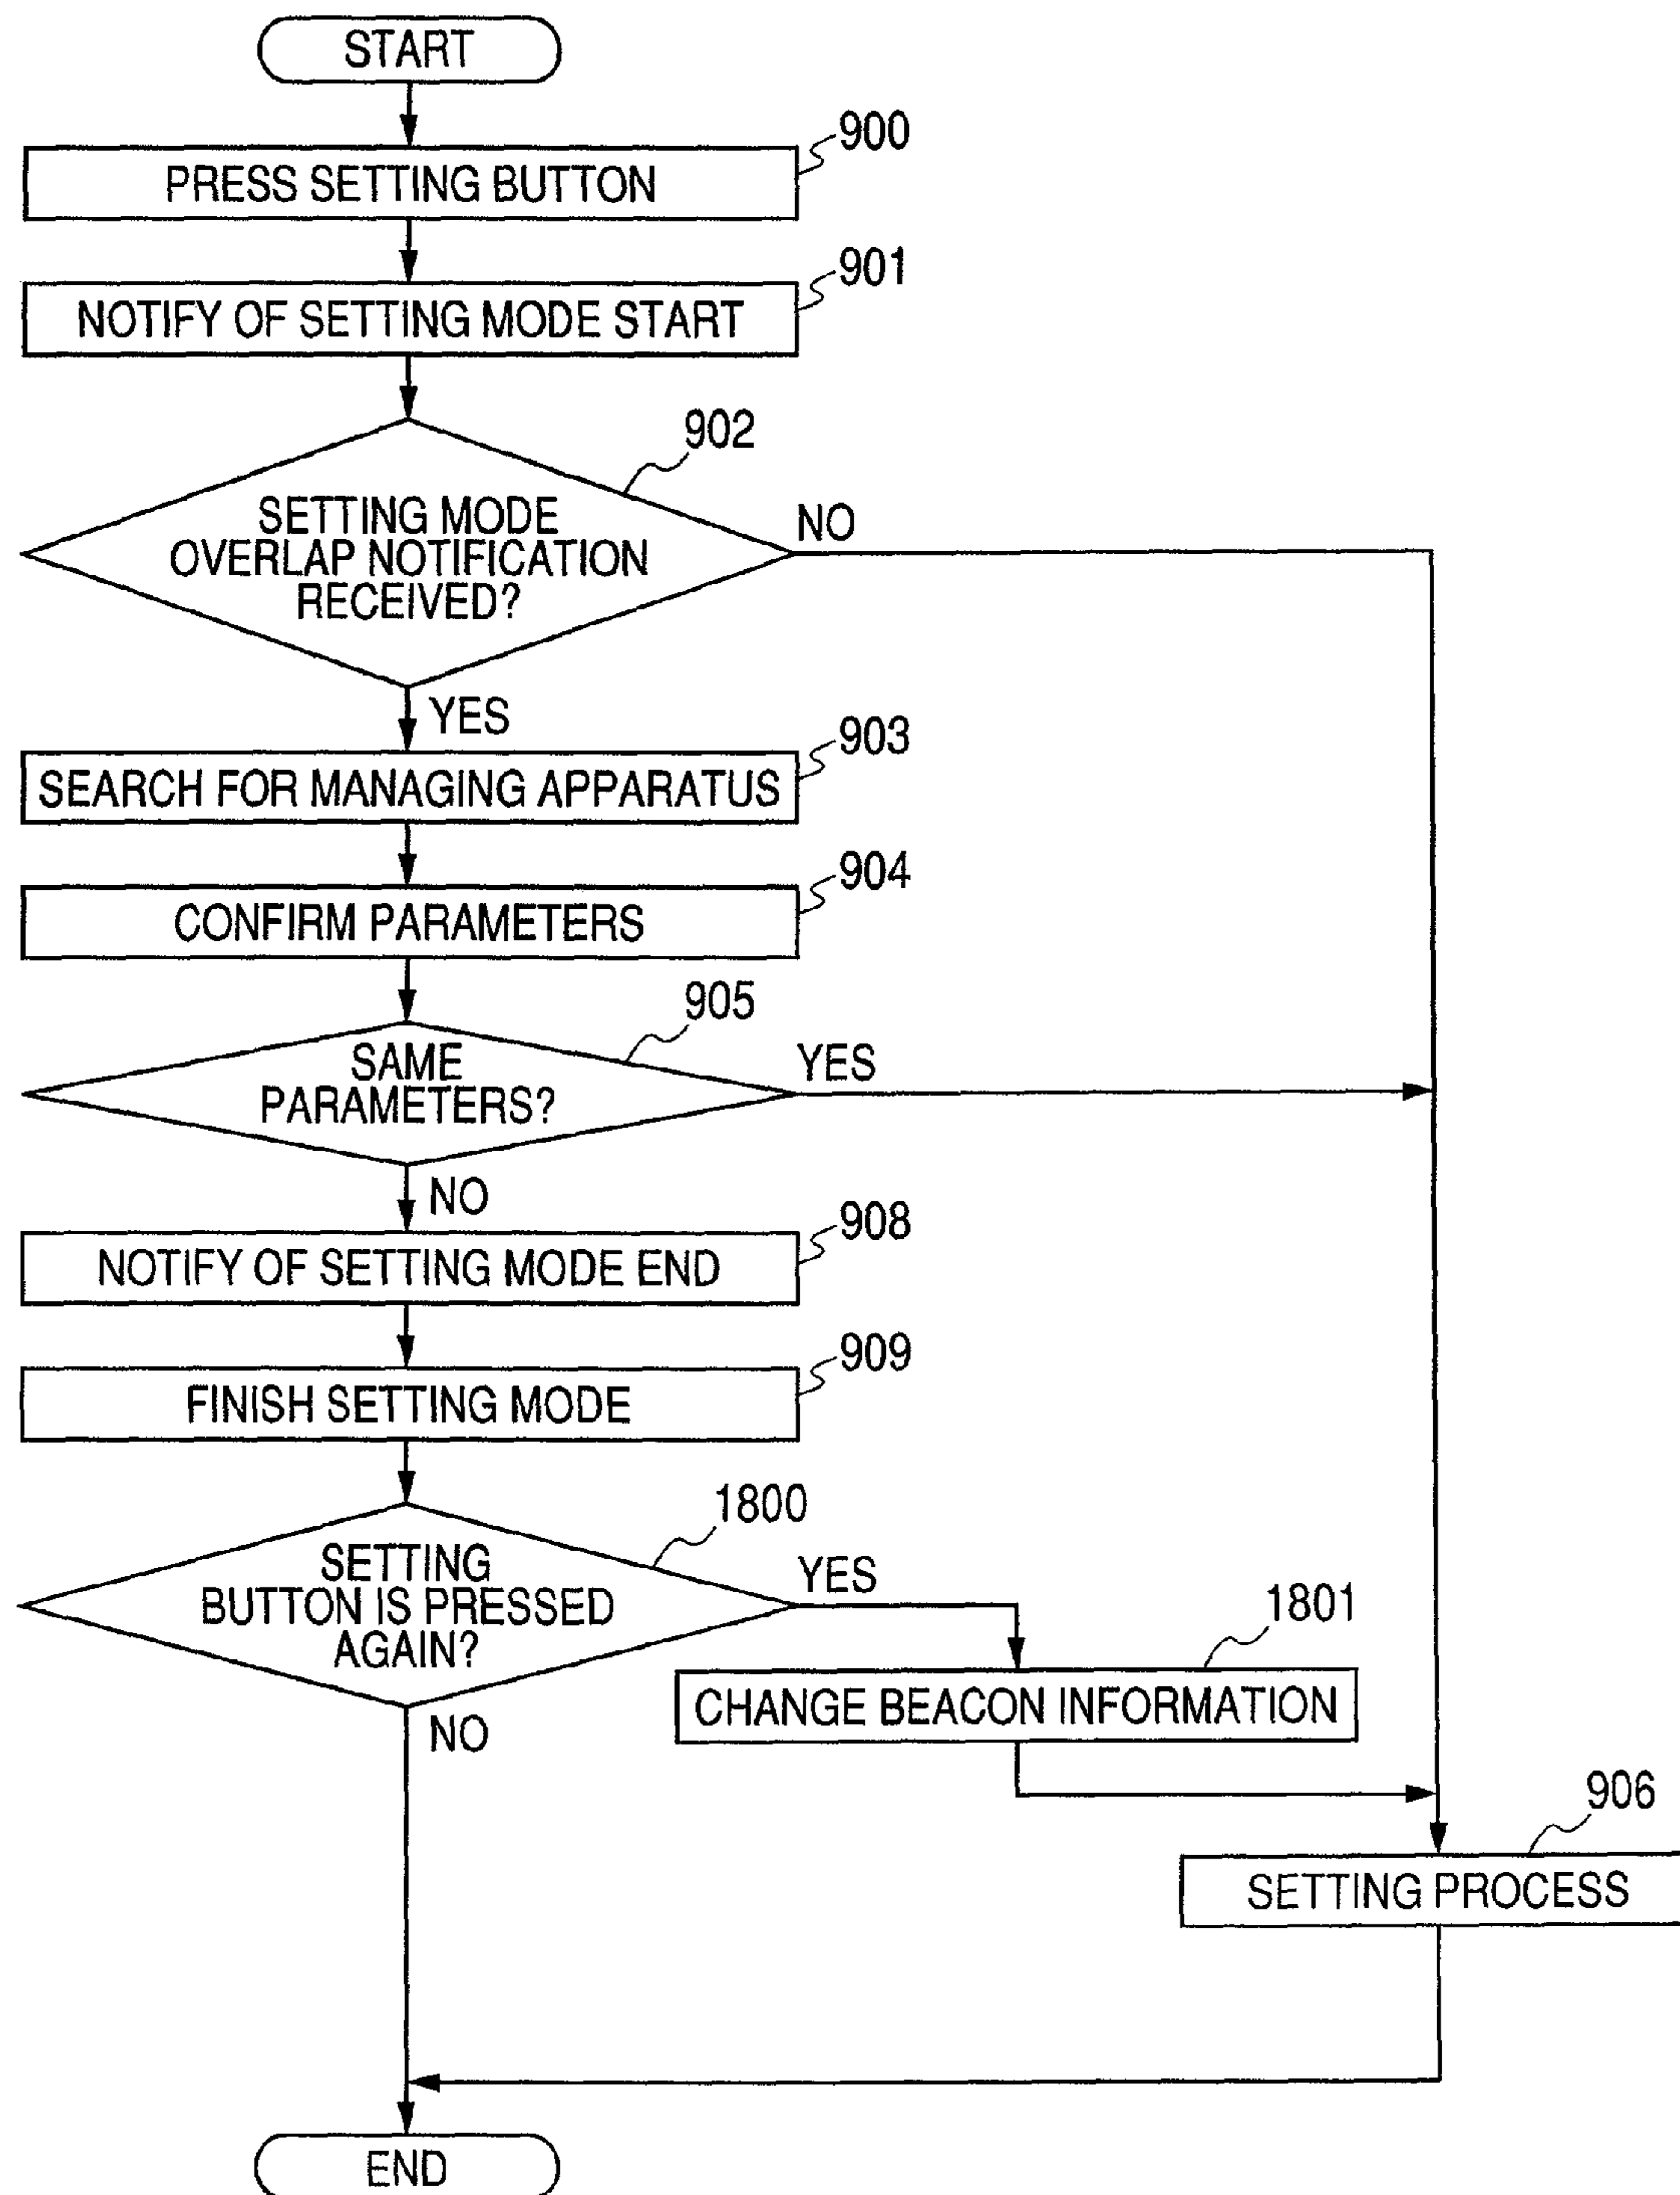 START
900
PRESS SETTING BUTTON
901
NOTIFY OF SETTING MODE START
902
SETTING MODE
OVERLAP NOTIFICATION
RECEIVED?
NO
YES
903
SEARCH FOR MANAGING APPARATUS
904
CONFIRM PARAMETERS
905
SAME
PARAMETERS?
YES
NO
908
NOTIFY OF SETTING MODE END
909
FINISH SETTING MODE
1800
SETTING
BUTTON IS PRESSED
AGAIN?
YES
1801
CHANGE BEACON INFORMATION
NO
906
SETTING PROCESS
END